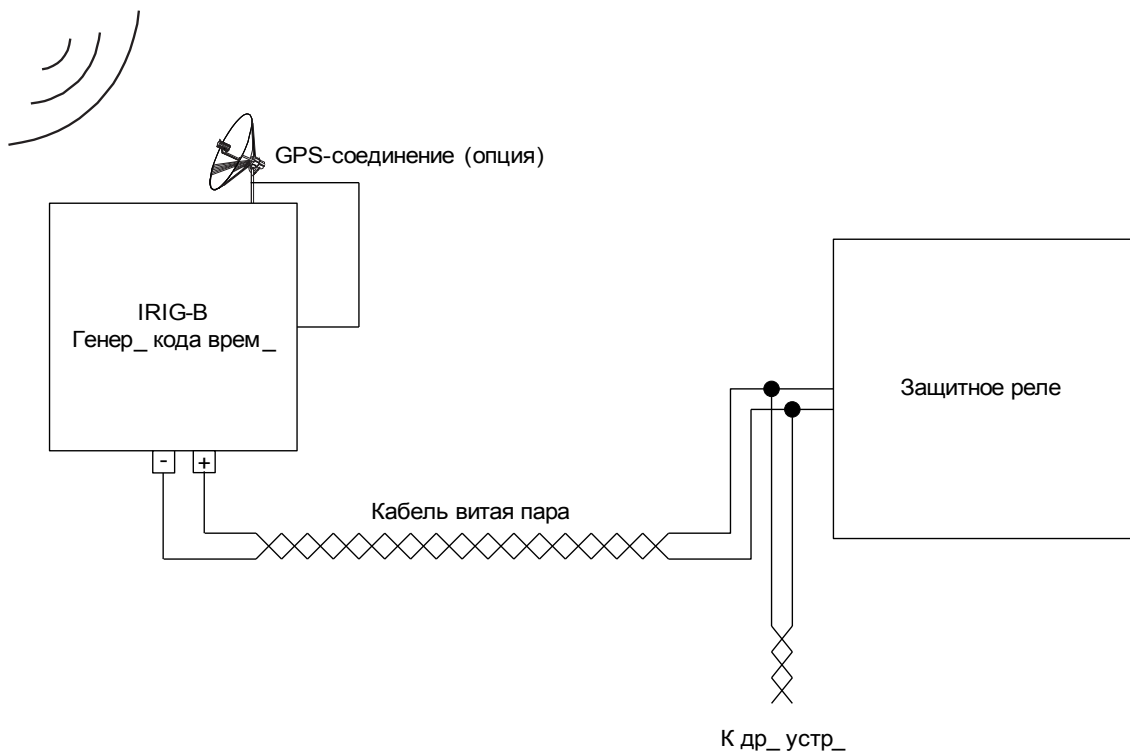 GPS-соединение (опция)
IRIG-B
Генер_ кода врем_
Защитное реле
- +
Кабель витая пара
К др_ устр_